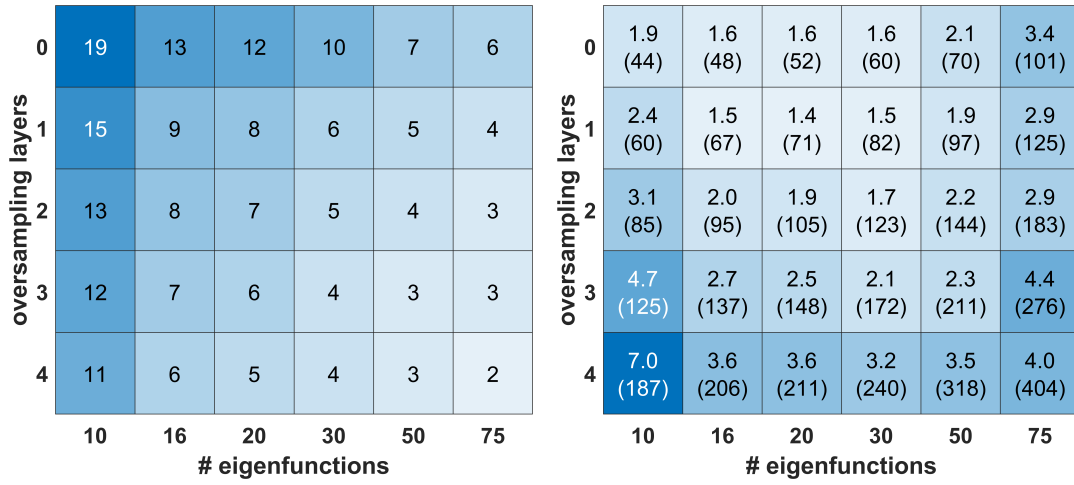 oversampling layers
0 19 13 12 10 7 6
1 15 9 8 6 5 4
2 13 8 7 5 4 3
3 12 7 6 4 3 3
4 11 6 5 4 3 2
10 16 20 30 50 75
# eigenfunctions
oversampling layers
0 1.9 1.6 1.6 1.6 2.1 3.4
(44) (48) (52) (60) (70) (101)
1 2.4 1.5 1.4 1.5 1.9 2.9
(60) (67) (71) (82) (97) (125)
2 3.1 2.0 1.9 1.7 2.2 2.9
(85) (95) (105) (123) (144) (183)
3 4.7 2.7 2.5 2.1 2.3 4.4
(125) (137) (148) (172) (211) (276)
4 7.0 3.6 3.6 3.2 3.5 4.0
(187) (206) (211) (240) (318) (404)
10 16 20 30 50 75
# eigenfunctions